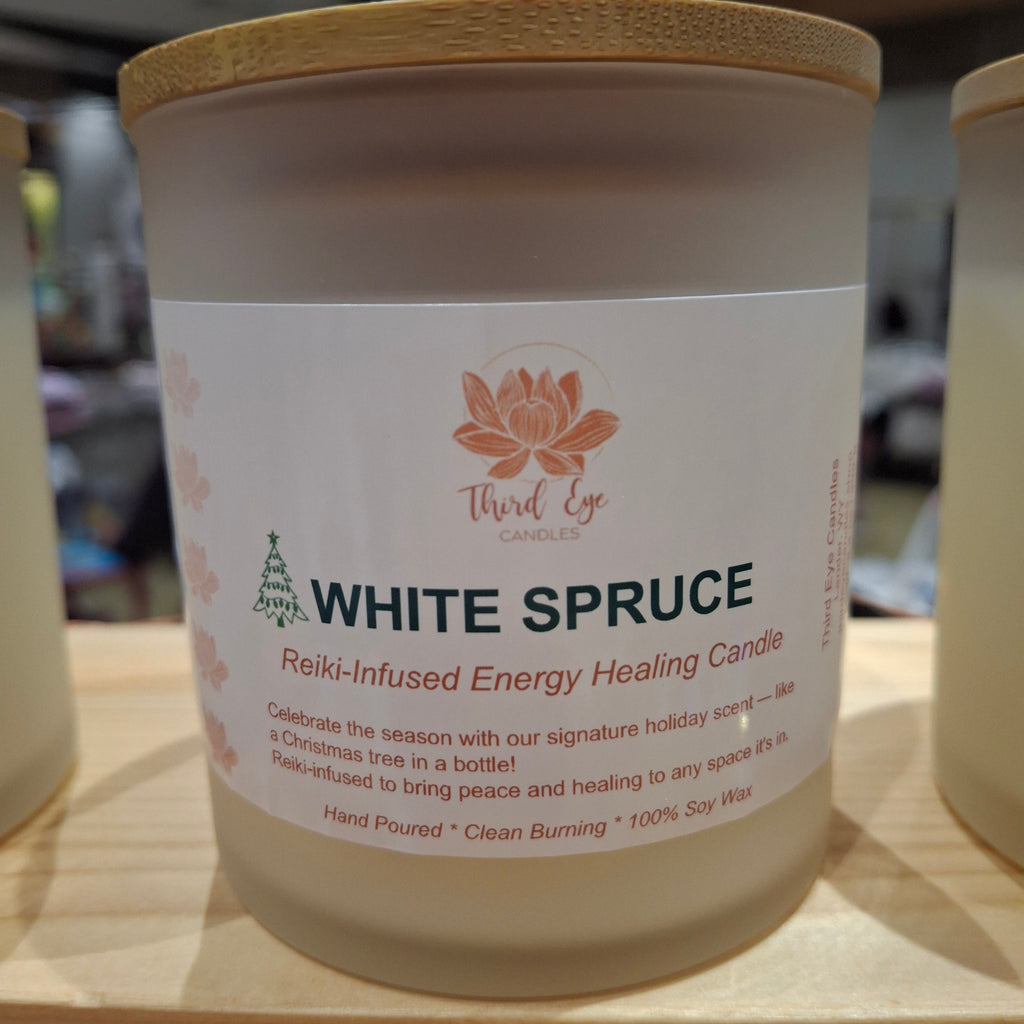 Third Eye
CANDLES
WHITE SPRUCE
Reiki-Infused Energy Healing Candle
Celebrate the season with our signature holiday scent — like
a Christmas tree in a bottle!
Reiki-infused to bring peace and healing to any space it's in.
Hand Poured * Clean Burning * 100% Soy Wax
Third Eye Candles
Lander, WY